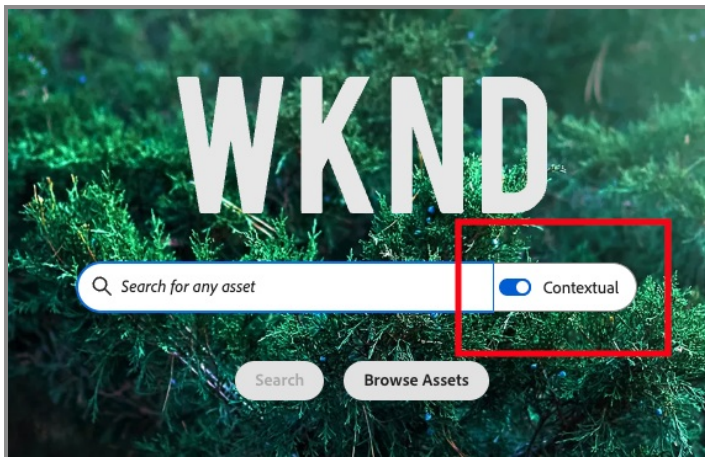 WKND
Search for any asset
Contextual
Search
Browse Assets